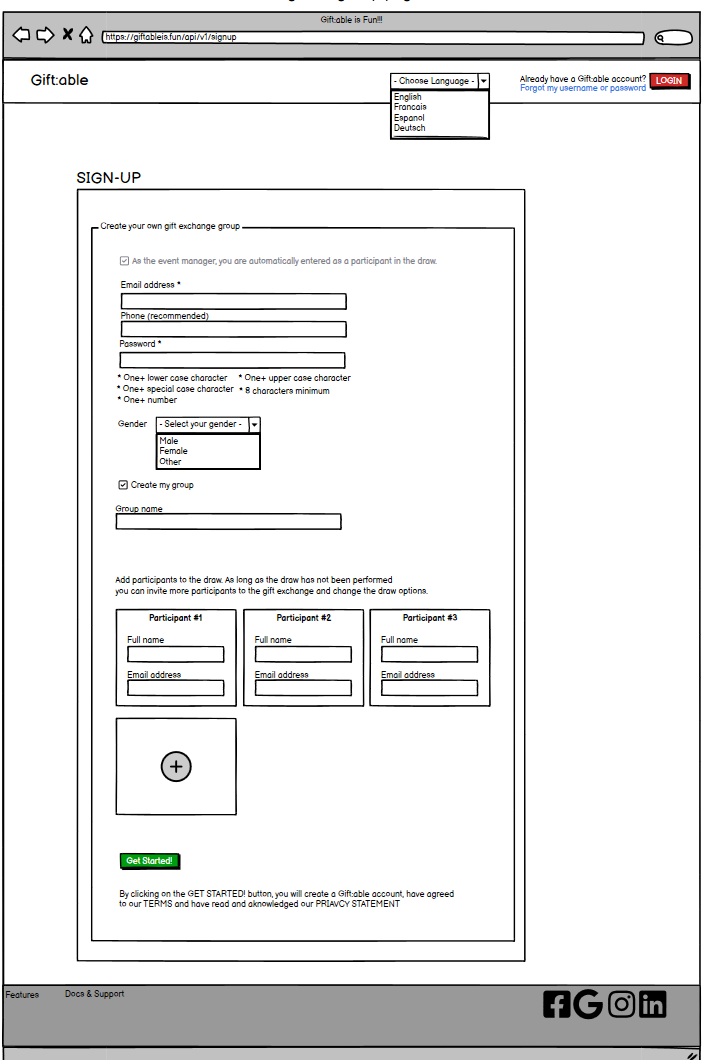 Gift:able is Fun!!!
https://giftableis.fun/api/v1/signup
Gift:able
- Choose Language -
English
Francais
Espanol
Deutsch
Already have a Gift:able account?
Forgot my username or password
LOGIN
SIGN-UP
Create your own gift exchange group
As the event manager, you are automatically entered as a participant in the draw.
Email address *
Phone (recommended)
Password *
* One+ lower case character * One+ upper case character
* One+ special case character * 8 characters minimum
* One+ number
Gender - Select your gender -
Male
Female
Other
Create my group
Group name
Add participants to the draw. As long as the draw has not been performed
you can invite more participants to the gift exchange and change the draw options.
Participant #1
Full name
Email address
Participant #2
Full name
Email address
Participant #3
Full name
Email address
Get Started!
By clicking on the GET STARTED! button, you will create a Gift:able account, have agreed
to our TERMS and have read and aknowledged our PRIAVCY STATEMENT
Features Docs & Support